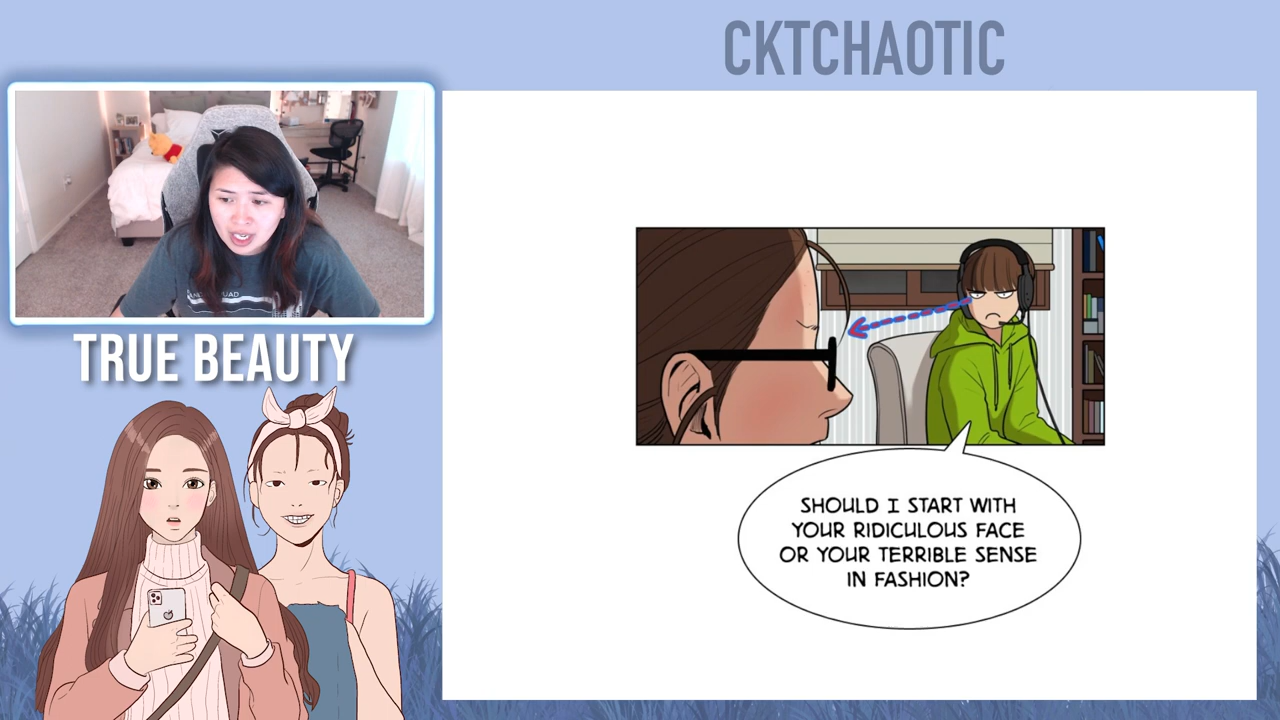 CKTCHAOTIC
TRUE BEAUTY
SHOULD I START WITH
YOUR RIDICULOUS FACE
OR YOUR TERRIBLE SENSE
IN FASHION?